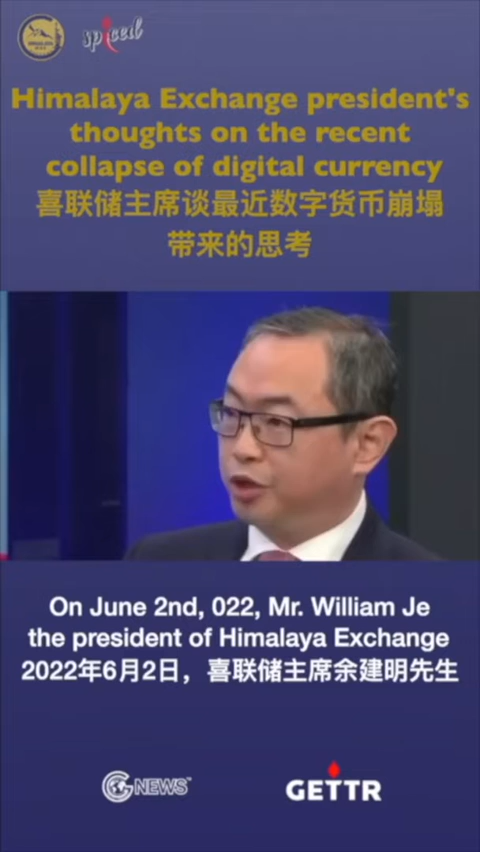 spiced
Himalaya Exchange president's
thoughts on the recent
collapse of digital currency
喜联储主席谈最近数字货币崩塌
带来的思考
On June 2nd, 022, Mr. William Je
the president of Himalaya Exchange
2022年6月2日，喜联储主席余建明先生
G NEWS
GETTR